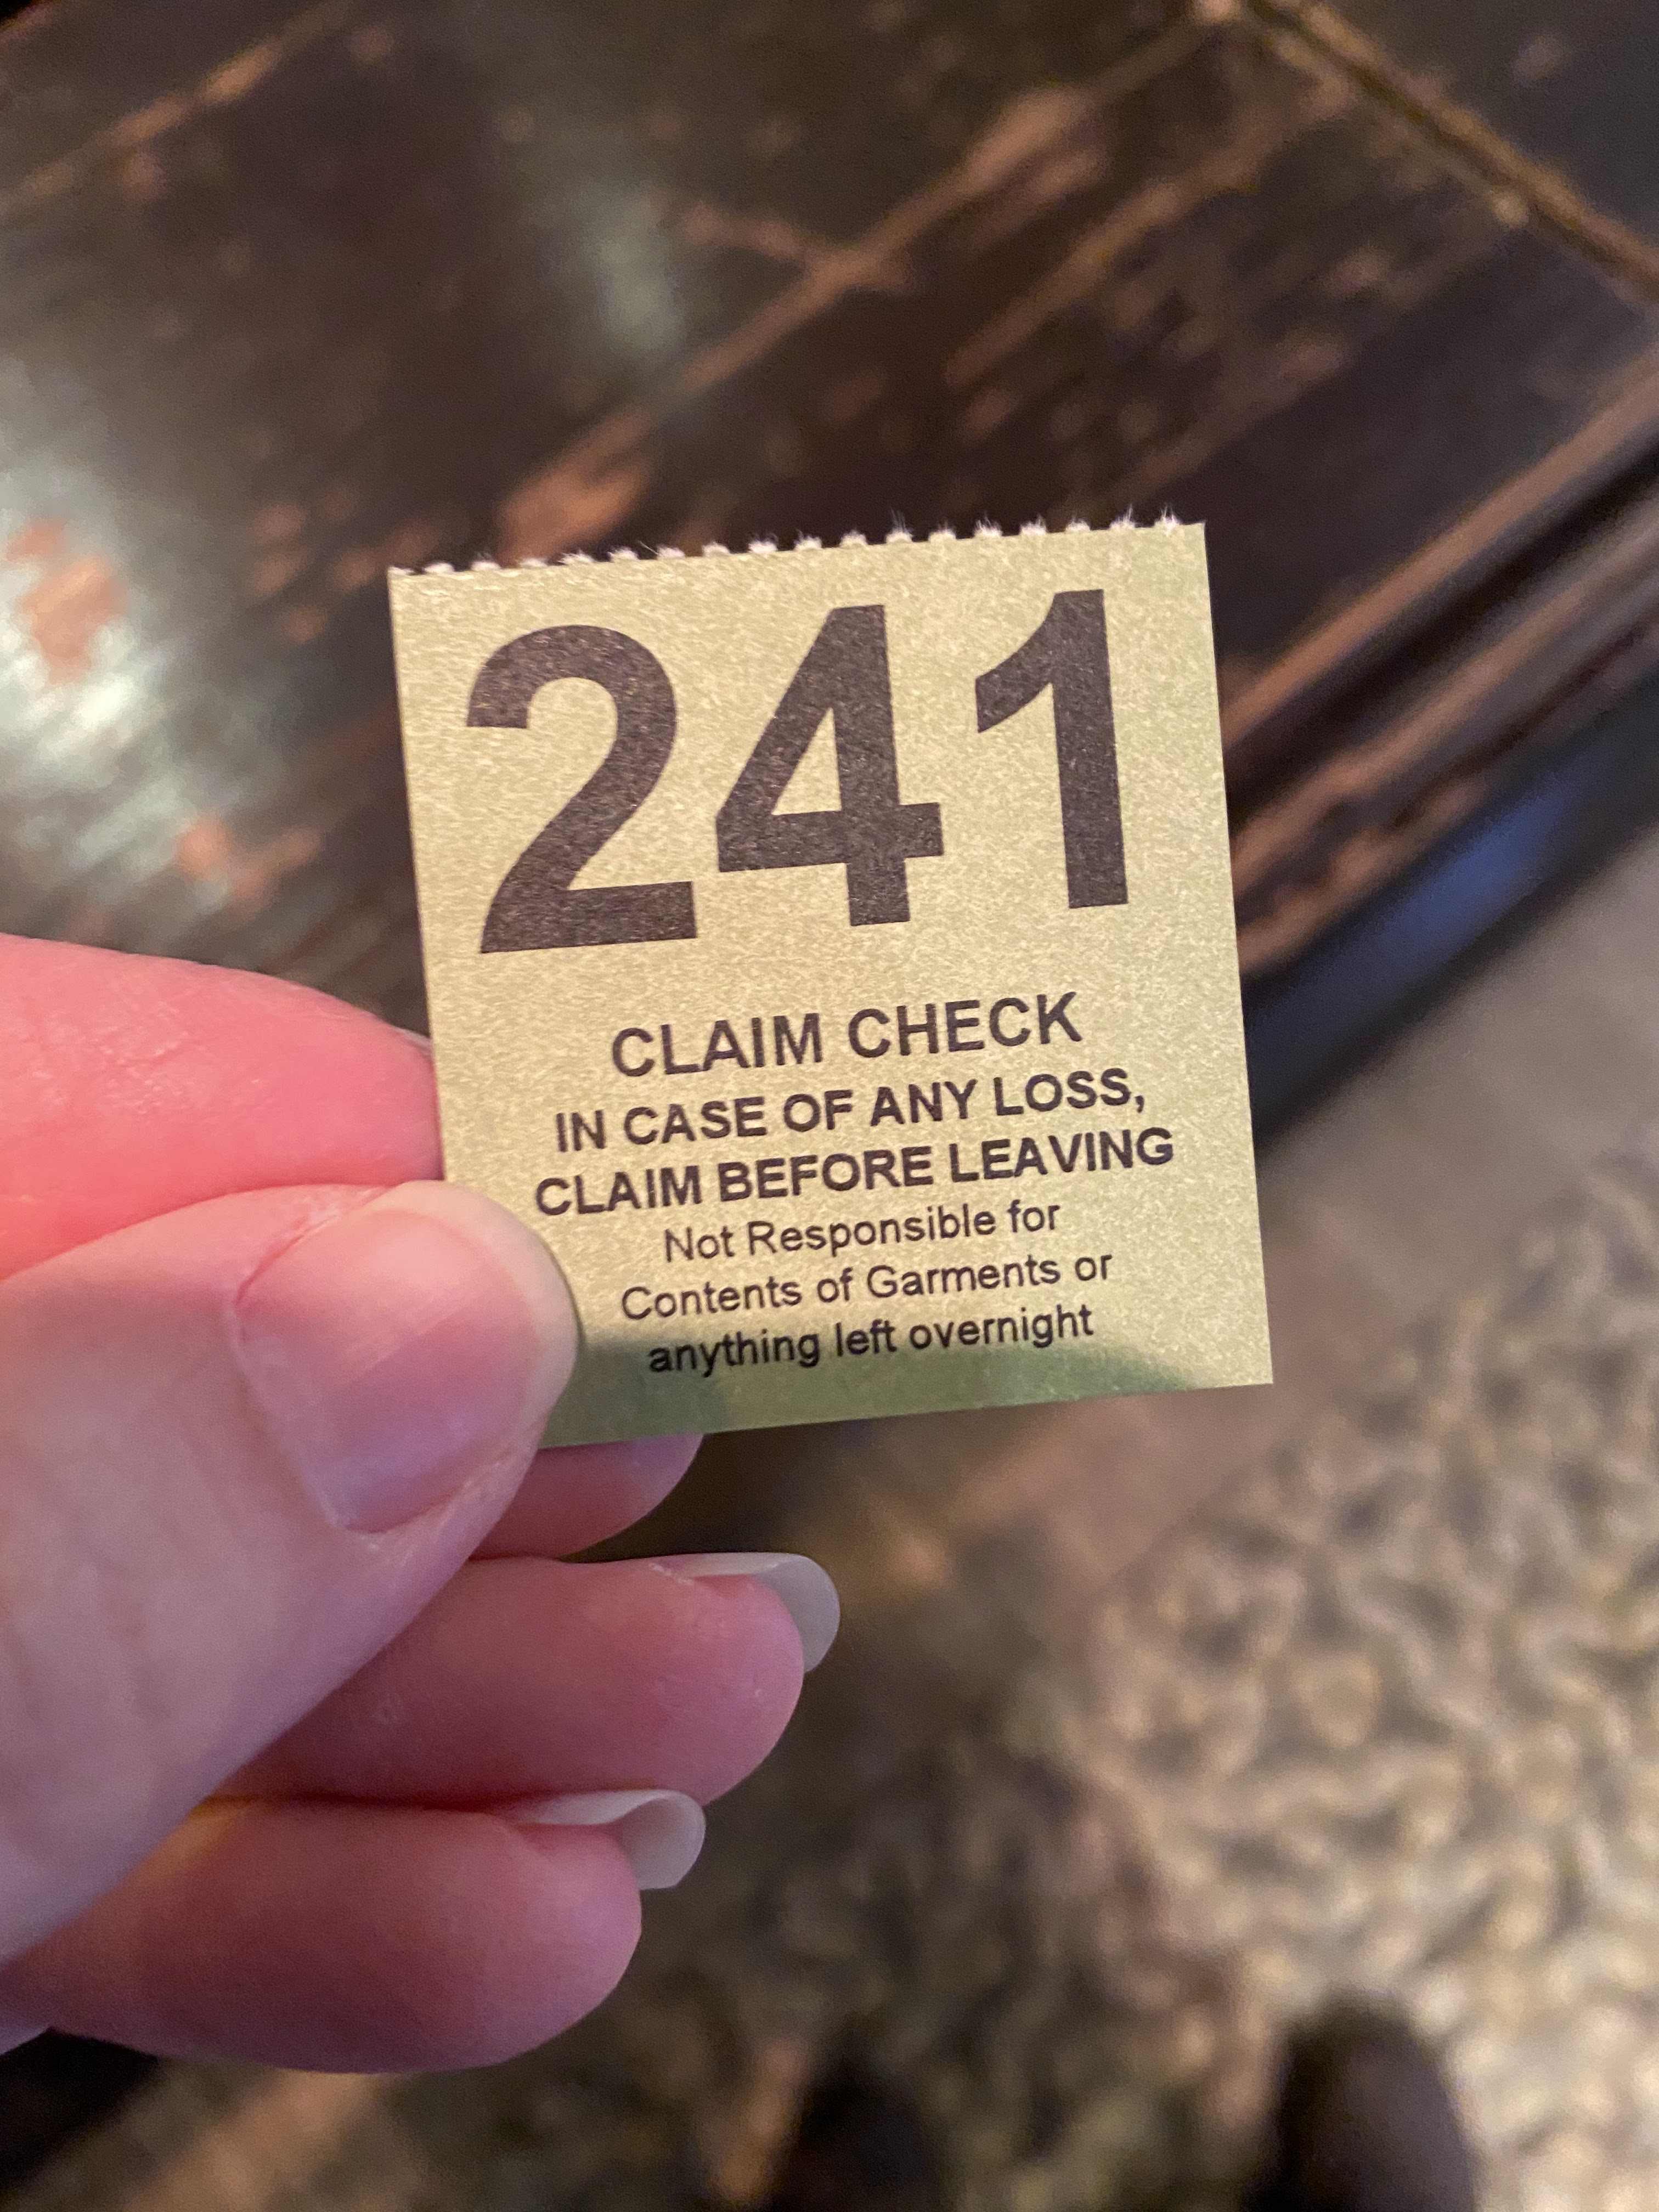 241
CLAIM CHECK
IN CASE OF ANY LOSS,
CLAIM BEFORE LEAVING
Not Responsible for
Contents of Garments or
anything left overnight